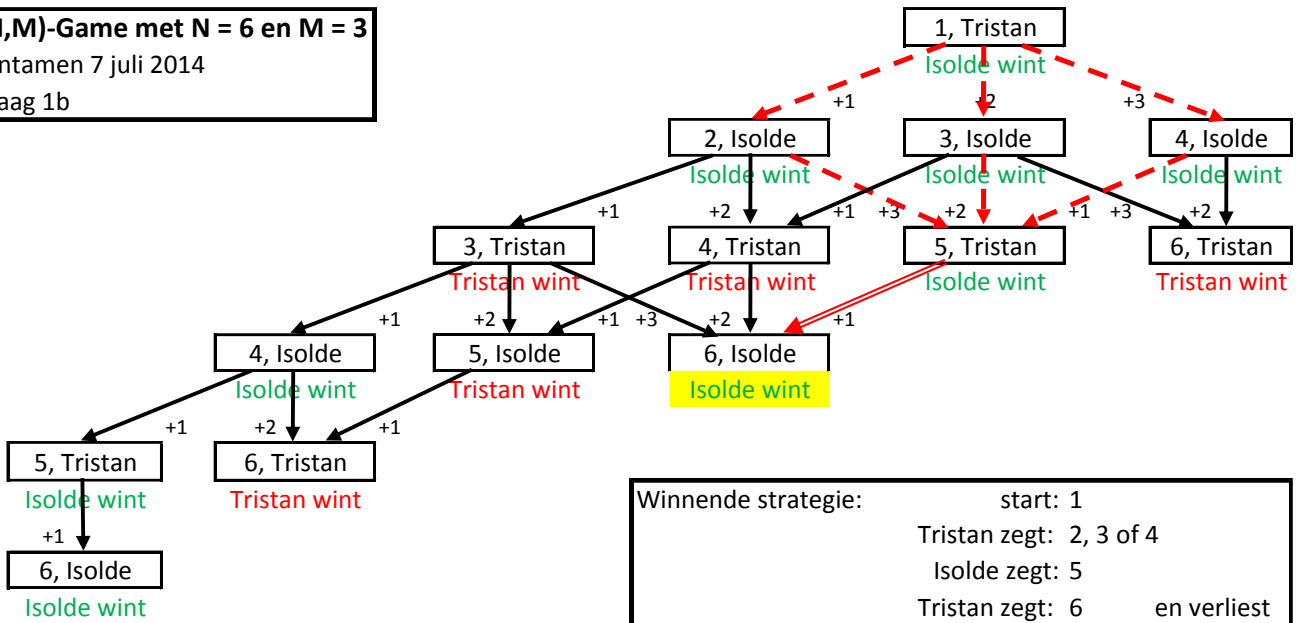 ,M)-Game met N = 6 en M = 3
ntamen 7 juli 2014
aag 1b
1, Tristan
Isolde wint
+1 +2 +3
2, Isolde 3, Isolde 4, Isolde
Isolde wint Isolde wint Isolde wint
+1 +2 +1 +3 +2 +1 +3 +2
3, Tristan 4, Tristan 5, Tristan 6, Tristan
Tristan wint Tristan wint Isolde wint Tristan wint
+1 +2 +1 +3 +2 +1
4, Isolde 5, Isolde 6, Isolde
Isolde wint Tristan wint Isolde wint
+1 +2 +1
5, Tristan 6, Tristan
Isolde wint Tristan wint
+1
6, Isolde
Isolde wint
Winnende strategie: start: 1
Tristan zegt: 2, 3 of 4
Isolde zegt: 5
Tristan zegt: 6 en verliest